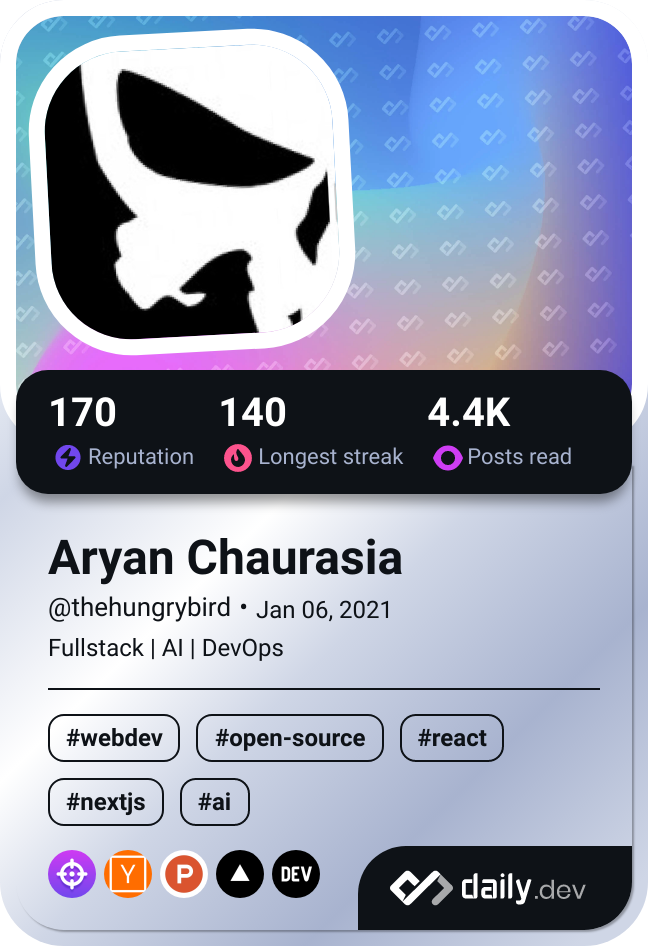 170 140 4.4K
Reputation Longest streak Posts read
Aryan Chaurasia
@thehungrybird • Jan 06, 2021
Fullstack | AI | DevOps
#webdev #open-source #react
#nextjs #ai
Y P DEV
daily.dev